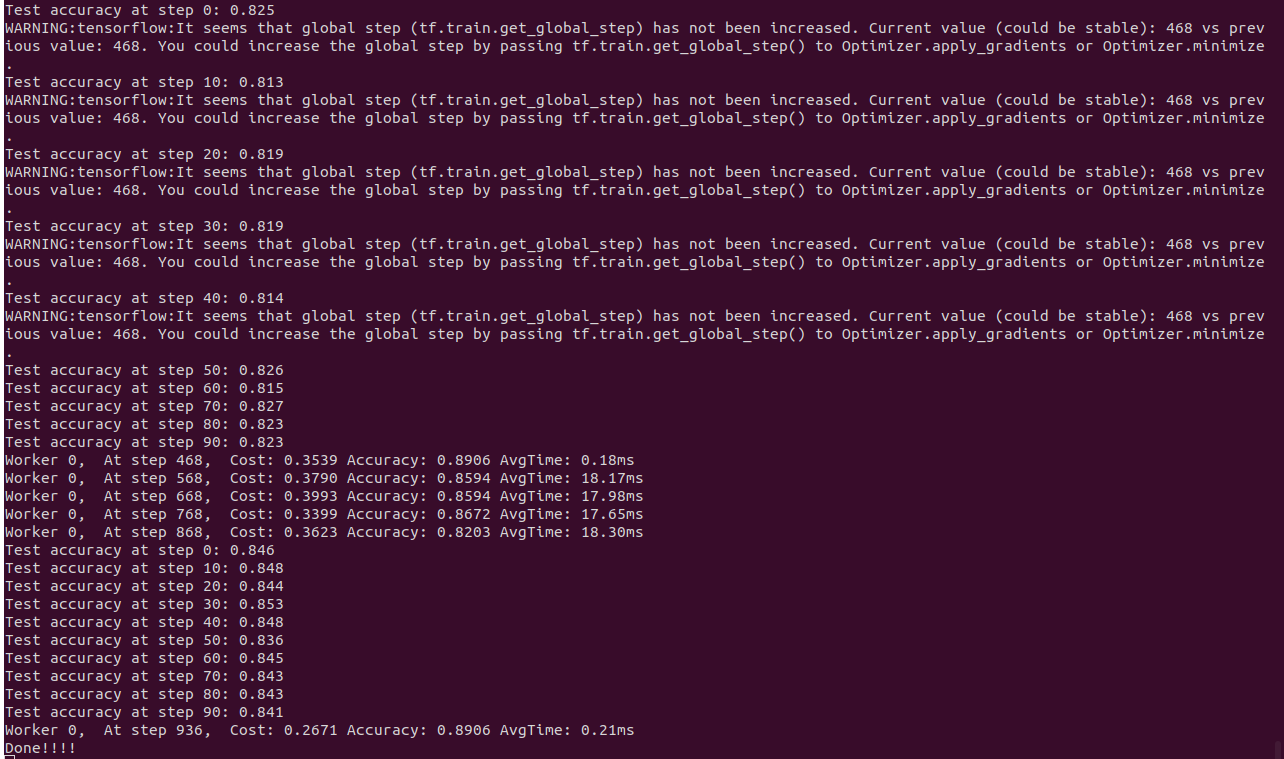 Test accuracy at step 0: 0.825
WARNING:tensorflow:It seems that global step (tf.train.get_global_step) has not been increased. Current value (could be stable): 468 vs prev
ious value: 468. You could increase the global step by passing tf.train.get_global_step() to Optimizer.apply_gradients or Optimizer.minimize
.
Test accuracy at step 10: 0.813
WARNING:tensorflow:It seems that global step (tf.train.get_global_step) has not been increased. Current value (could be stable): 468 vs prev
ious value: 468. You could increase the global step by passing tf.train.get_global_step() to Optimizer.apply_gradients or Optimizer.minimize
.
Test accuracy at step 20: 0.819
WARNING:tensorflow:It seems that global step (tf.train.get_global_step) has not been increased. Current value (could be stable): 468 vs prev
ious value: 468. You could increase the global step by passing tf.train.get_global_step() to Optimizer.apply_gradients or Optimizer.minimize
.
Test accuracy at step 30: 0.819
WARNING:tensorflow:It seems that global step (tf.train.get_global_step) has not been increased. Current value (could be stable): 468 vs prev
ious value: 468. You could increase the global step by passing tf.train.get_global_step() to Optimizer.apply_gradients or Optimizer.minimize
.
Test accuracy at step 40: 0.814
WARNING:tensorflow:It seems that global step (tf.train.get_global_step) has not been increased. Current value (could be stable): 468 vs prev
ious value: 468. You could increase the global step by passing tf.train.get_global_step() to Optimizer.apply_gradients or Optimizer.minimize
.
Test accuracy at step 50: 0.826
Test accuracy at step 60: 0.815
Test accuracy at step 70: 0.827
Test accuracy at step 80: 0.823
Test accuracy at step 90: 0.823
Worker 0,  At step 468,  Cost: 0.3539 Accuracy: 0.8906 AvgTime: 0.18ms
Worker 0,  At step 568,  Cost: 0.3790 Accuracy: 0.8594 AvgTime: 18.17ms
Worker 0,  At step 668,  Cost: 0.3993 Accuracy: 0.8594 AvgTime: 17.98ms
Worker 0,  At step 768,  Cost: 0.3399 Accuracy: 0.8672 AvgTime: 17.65ms
Worker 0,  At step 868,  Cost: 0.3623 Accuracy: 0.8203 AvgTime: 18.30ms
Test accuracy at step 0: 0.846
Test accuracy at step 10: 0.848
Test accuracy at step 20: 0.844
Test accuracy at step 30: 0.853
Test accuracy at step 40: 0.848
Test accuracy at step 50: 0.836
Test accuracy at step 60: 0.845
Test accuracy at step 70: 0.843
Test accuracy at step 80: 0.843
Test accuracy at step 90: 0.841
Worker 0,  At step 936,  Cost: 0.2671 Accuracy: 0.8906 AvgTime: 0.21ms
Done!!!!